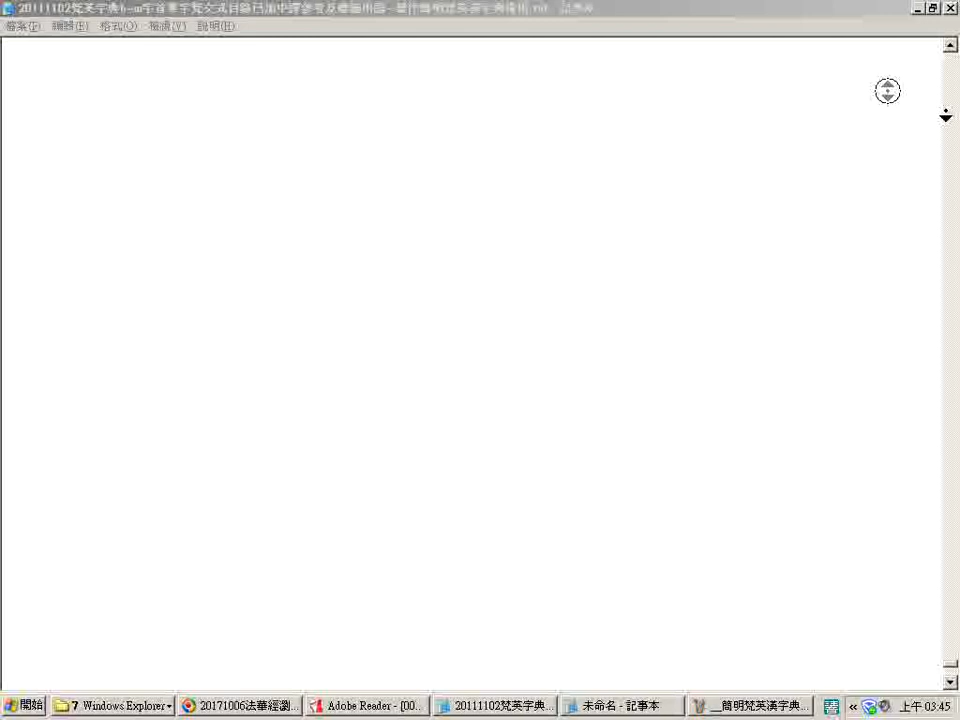 檔案(F) 編輯(E) 格式(O) 檢視(V) 說明(H)
開始 7 Windows Explorer 20171006法華經瀏... Adobe Reader - [00... 20111102梵英字典... 未命名 - 記事本 __簡明梵英漢字典... « 上午 03:45